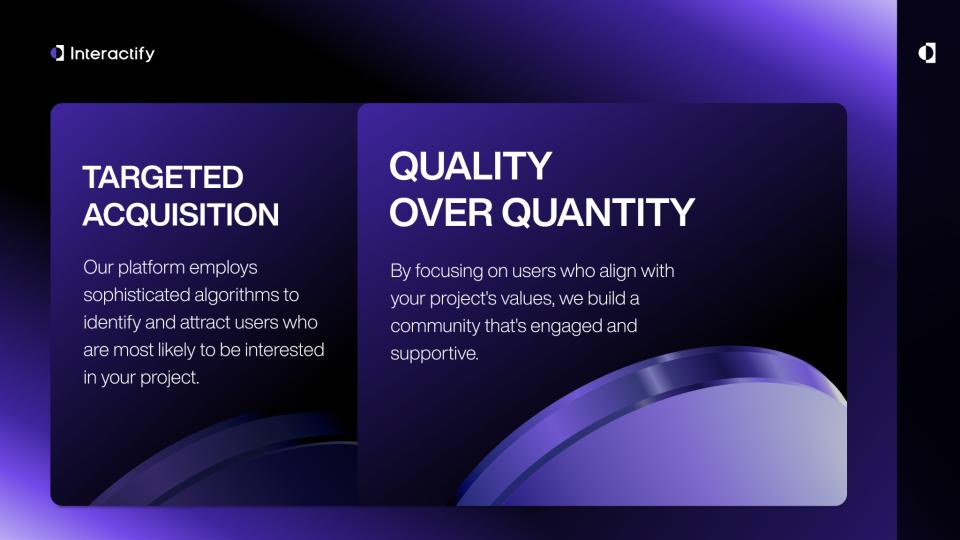 Interactify
TARGETED
ACQUISITION
Our platform employs
sophisticated algorithms to
identify and attract users who
are most likely to be interested
in your project.
QUALITY
OVER QUANTITY
By focusing on users who align with
your project's values, we build a
community that's engaged and
supportive.